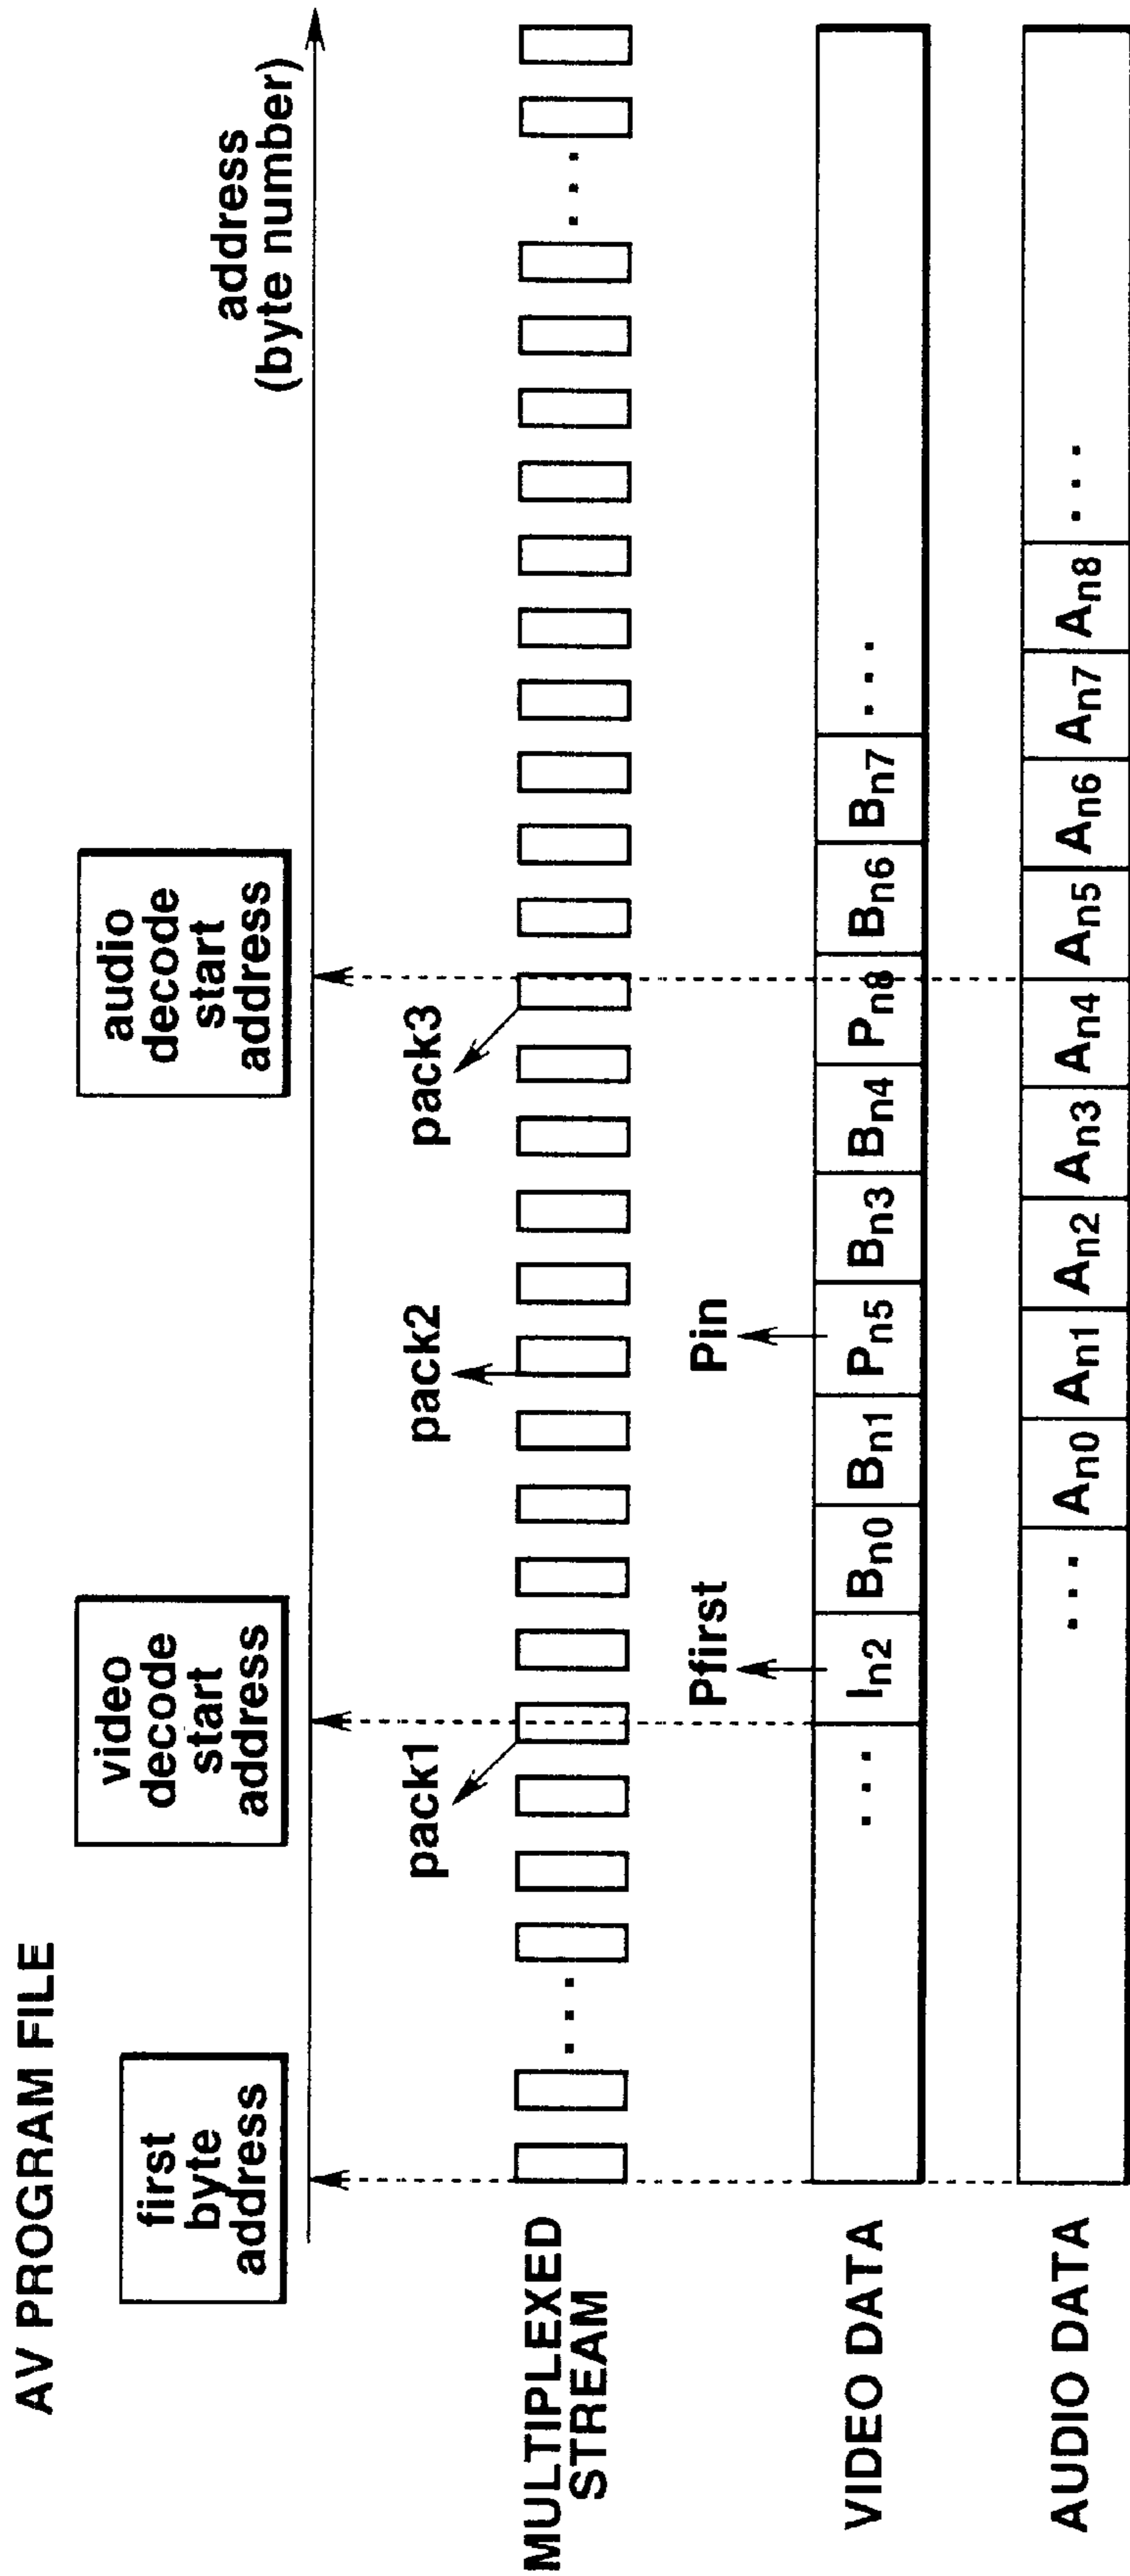 AV PROGRAM FILE
first
byte
address
video
decode
start
address
audio
decode
start
address
address
(byte number)
MULTIPLEXED
STREAM
...
pack1
pack2
pack3
...
VIDEO DATA
Pfirst
Pin
... In2 Bn0 Bn1 Pn5 Bn3 Bn4 Pn8 Bn6 Bn7 ...
AUDIO DATA
... An0 An1 An2 An3 An4 An5 An6 An7 An8 ...